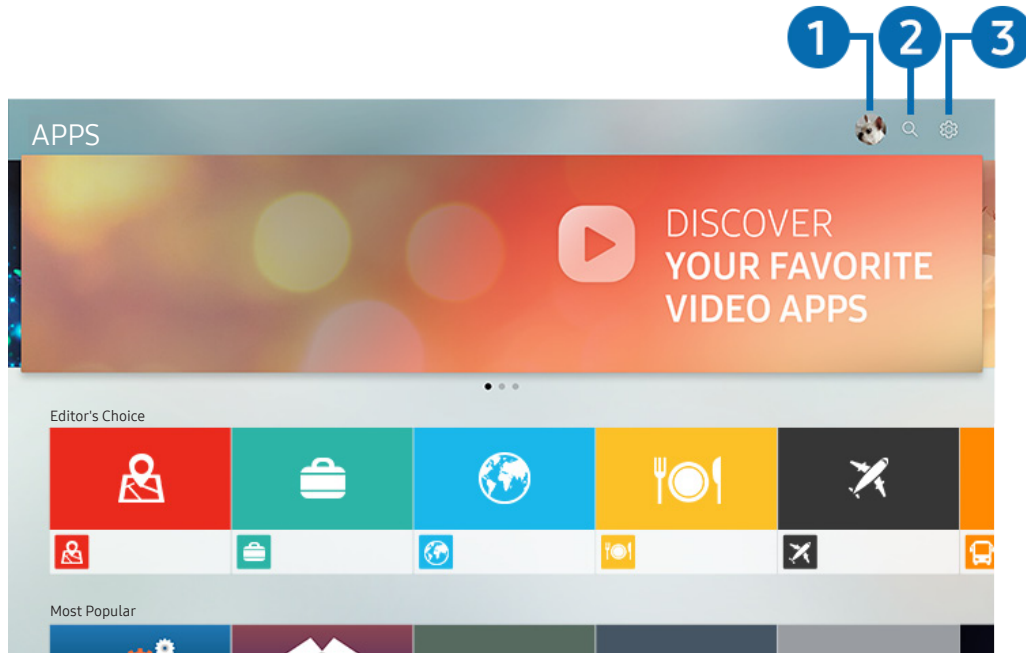 1 2 3
APPS
DISCOVER
YOUR FAVORITE
VIDEO APPS
Editor's Choice
Most Popular